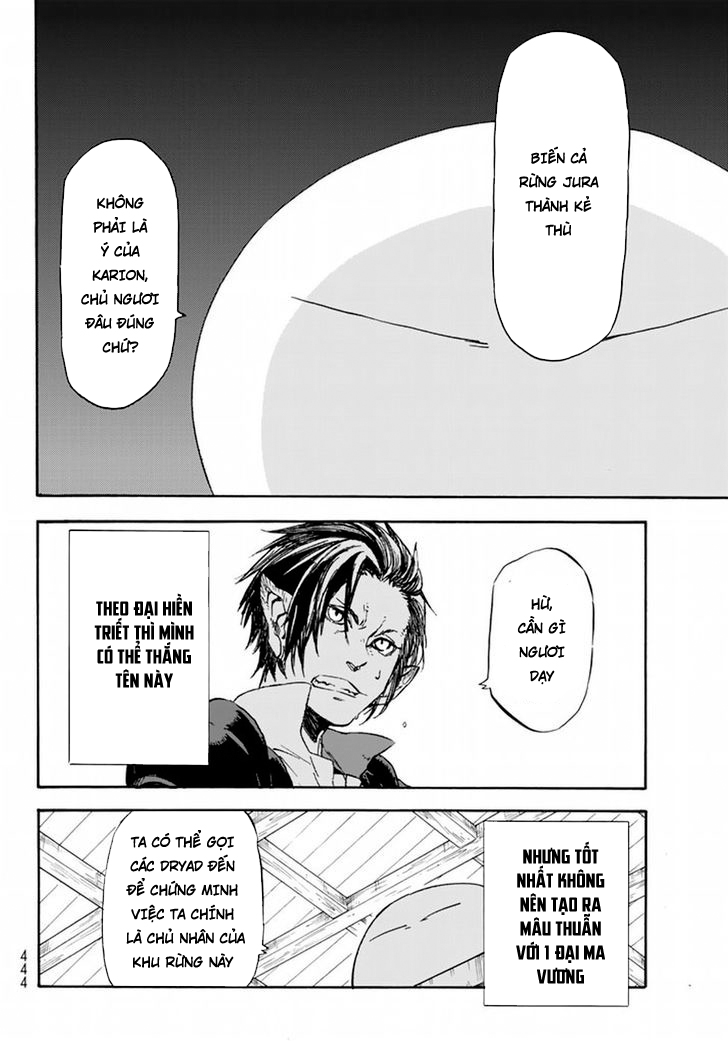 BIẾN CẢ
RỪNG JURA
THÀNH KẺ
THÙ
KHÔNG
PHẢI LÀ
Ý CỦA
KARION,
CHỦ NGƯƠI
ĐÂU ĐÚNG
CHỨ?
HỪ,
CẦN GÌ
NGƯƠI
DẠY
THEO ĐẠI HIỀN
TRIẾT THÌ MÌNH
CÓ THỂ THẮNG
TÊN NÀY
NHƯNG TỐT
NHẤT KHÔNG
NÊN TẠO RA
MÂU THUẪN
VỚI 1 ĐẠI MA
VƯƠNG
TA CÓ THỂ GỌI
CÁC DRYAD ĐẾN
ĐỂ CHỨNG MINH
VIỆC TA CHÍNH
LÀ CHỦ NHÂN CỦA
KHU RỪNG NÀY
444